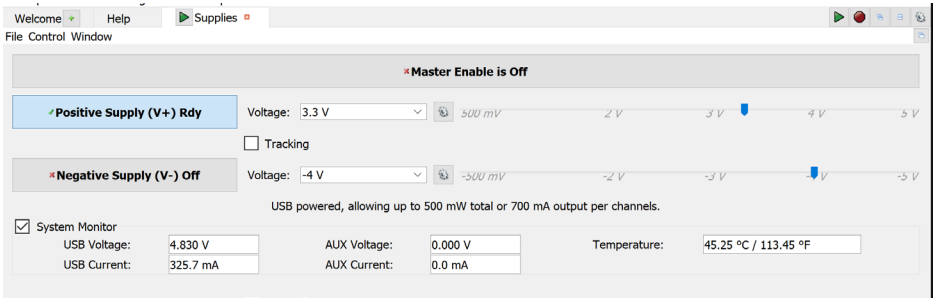 Welcome Help Supplies
File Control Window
Master Enable is Off
Positive Supply (V+) Rdy Voltage: 3.3 V 500 mV 2 V 3 V 4 V 5 V
Tracking
Negative Supply (V-) Off Voltage: -4 V -500 mV -2 V -3 V -4 V -5 V
USB powered, allowing up to 500 mW total or 700 mA output per channels.
System Monitor
USB Voltage: 4.830 V AUX Voltage: 0.000 V Temperature: 45.25 ºC / 113.45 ºF
USB Current: 325.7 mA AUX Current: 0.0 mA